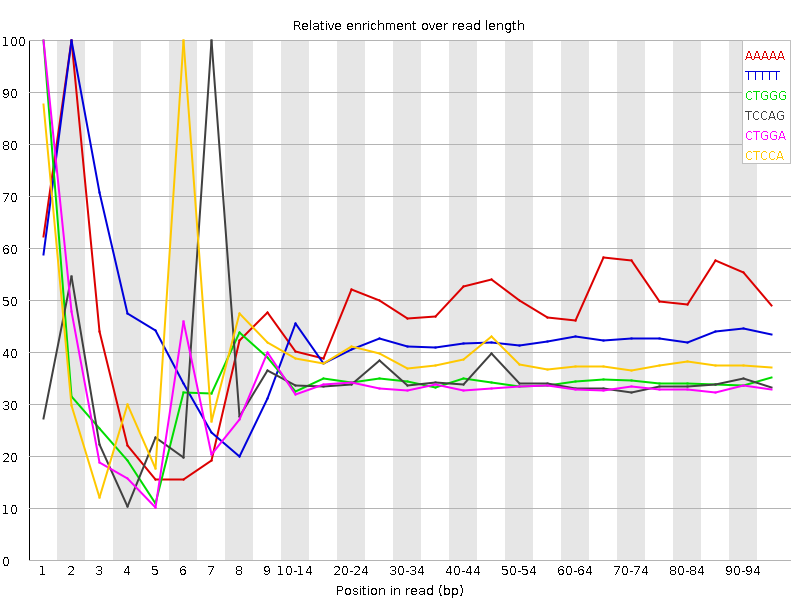 Relative enrichment over read length
100
90
80
70
60
50
40
30
20
10
0
AAAAA
TTTTT
CTGGG
TCCAG
CTGGA
CTCCA
1 2 3 4 5 6 7 8 9 10-14 20-24 30-34 40-44 50-54 60-64 70-74 80-84 90-94
Position in read (bp)